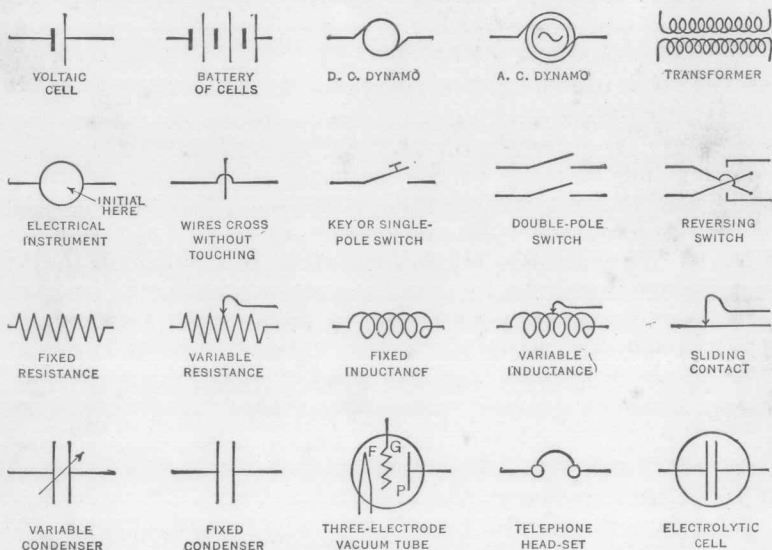 VOLTAIC CELL
BATTERY OF CELLS
D. C. DYNAMO
A. C. DYNAMO
TRANSFORMER
INITIAL HERE
ELECTRICAL INSTRUMENT
WIRES CROSS WITHOUT TOUCHING
KEY OR SINGLE-
POLE SWITCH
DOUBLE-POLE SWITCH
REVERSING SWITCH
FIXED RESISTANCE
VARIABLE RESISTANCE
FIXED INDUCTANCE
VARIABLE INDUCTANCE
SLIDING CONTACT
F G
P
VARIABLE CONDENSER
FIXED CONDENSER
THREE-ELECTRODE VACUUM TUBE
TELEPHONE HEAD-SET
ELECTROLYTIC CELL